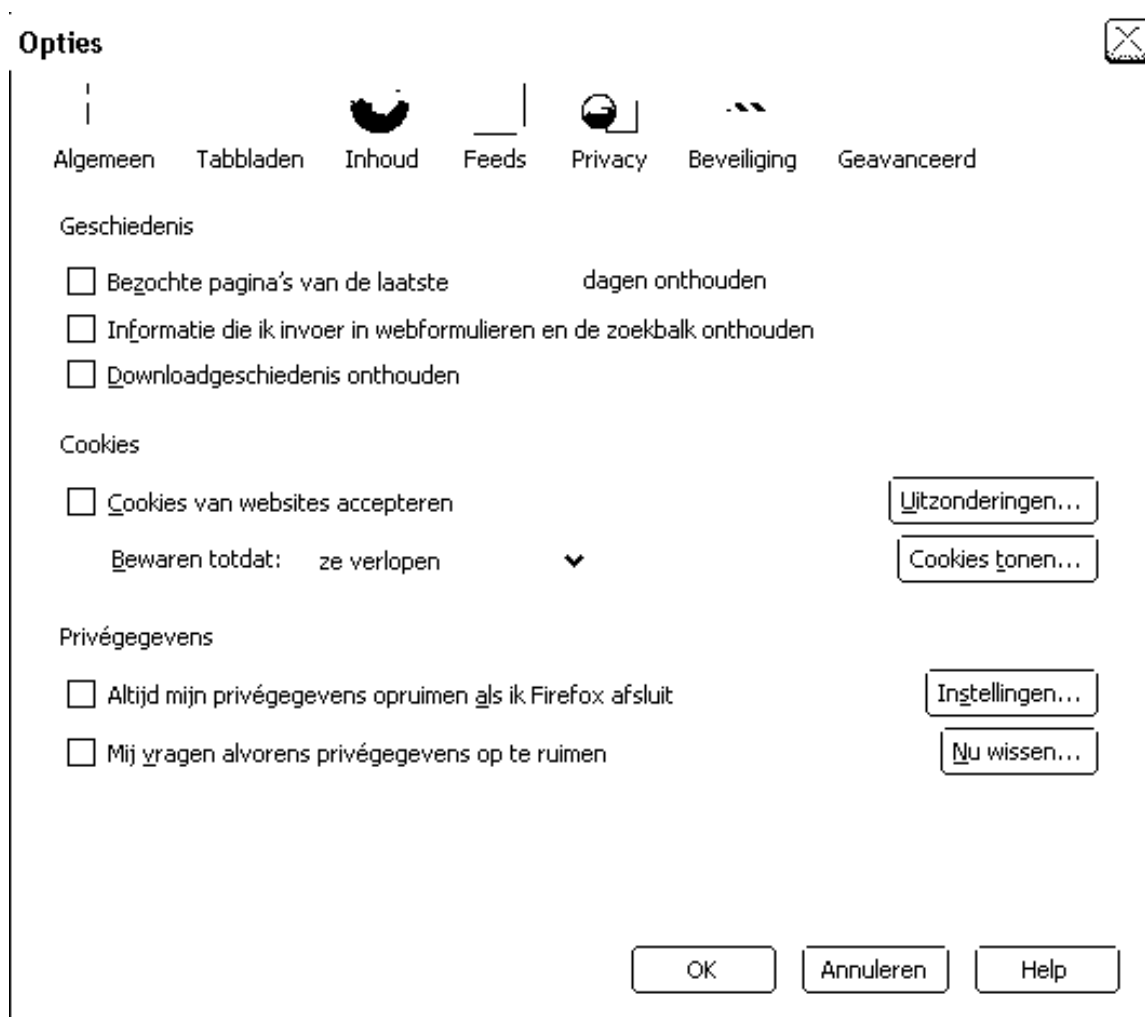 Opties
Algemeen Tabbladen Inhoud Feeds Privacy Beveiliging Geavanceerd
Geschiedenis
Bezochte pagina's van de laatste dagen onthouden
Informatie die ik invoer in webformulieren en de zoekbalk onthouden
Downloadgeschiedenis onthouden
Cookies
Cookies van websites accepteren Uitzonderingen...
Bewaren totdat: ze verlopen Cookies tonen...
Privégegevens
Altijd mijn privégegevens opruimen als ik Firefox afsluit Instellingen...
Mij vragen alvorens privégegevens op te ruimen Nu wissen...
OK Annuleren Help